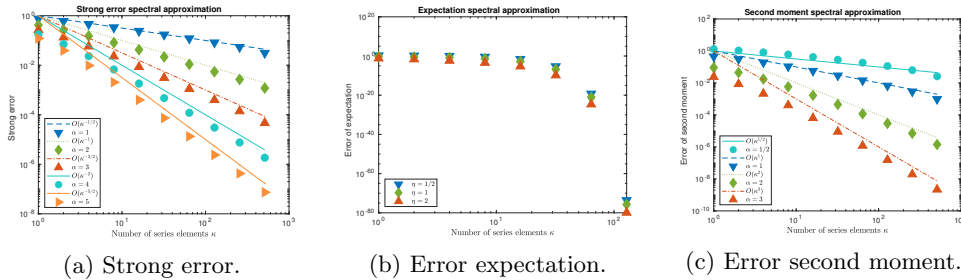 Strong error spectral approximation
10^0
10^-2
10^-4
10^-6
10^-8
Strong error
O(κ^-1/2)
α = 1
O(κ^-1)
α = 2
O(κ^-3/2)
α = 3
O(κ^-2)
α = 4
O(κ^-5/2)
α = 5
10^0
10^1
10^2
10^3
Number of series elements κ
(a) Strong error.
Expectation spectral approximation
10^20
10^0
10^-20
10^-40
10^-60
10^-80
Error of expectation
η = 1/2
η = 1
η = 2
10^0
10^1
10^2
Number of series elements κ
(b) Error expectation.
Second moment spectral approximation
10^2
10^0
10^-2
10^-4
10^-6
10^-8
10^-10
Error of second moment
O(κ^1/2)
α = 1/2
O(κ^1)
α = 1
O(κ^2)
α = 2
O(κ^3)
α = 3
10^0
10^1
10^2
10^3
Number of series elements κ
(c) Error second moment.